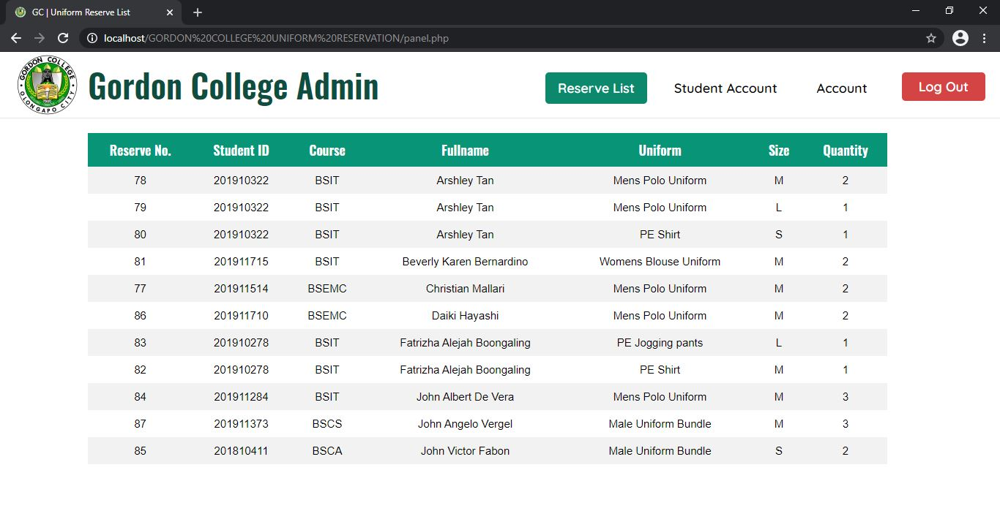 GC | Uniform Reserve List
localhost/GORDON%20COLLEGE%20UNIFORM%20RESERVATION/panel.php
GORDON COLLEGE
OLONGAPO CITY
Gordon College Admin
Reserve List Student Account Account Log Out
Reserve No. Student ID Course Fullname Uniform Size Quantity
78 201910322 BSIT Arshley Tan Mens Polo Uniform M 2
79 201910322 BSIT Arshley Tan Mens Polo Uniform L 1
80 201910322 BSIT Arshley Tan PE Shirt S 1
81 201911715 BSIT Beverly Karen Bernardino Womens Blouse Uniform M 2
77 201911514 BSEMC Christian Mallari Mens Polo Uniform M 2
86 201911710 BSEMC Daiki Hayashi Mens Polo Uniform M 2
83 201910278 BSIT Fatrizha Alejah Boongaling PE Jogging pants L 1
82 201910278 BSIT Fatrizha Alejah Boongaling PE Shirt M 1
84 201911284 BSIT John Albert De Vera Mens Polo Uniform M 3
87 201911373 BSCS John Angelo Vergel Male Uniform Bundle M 3
85 201810411 BSCA John Victor Fabon Male Uniform Bundle S 2